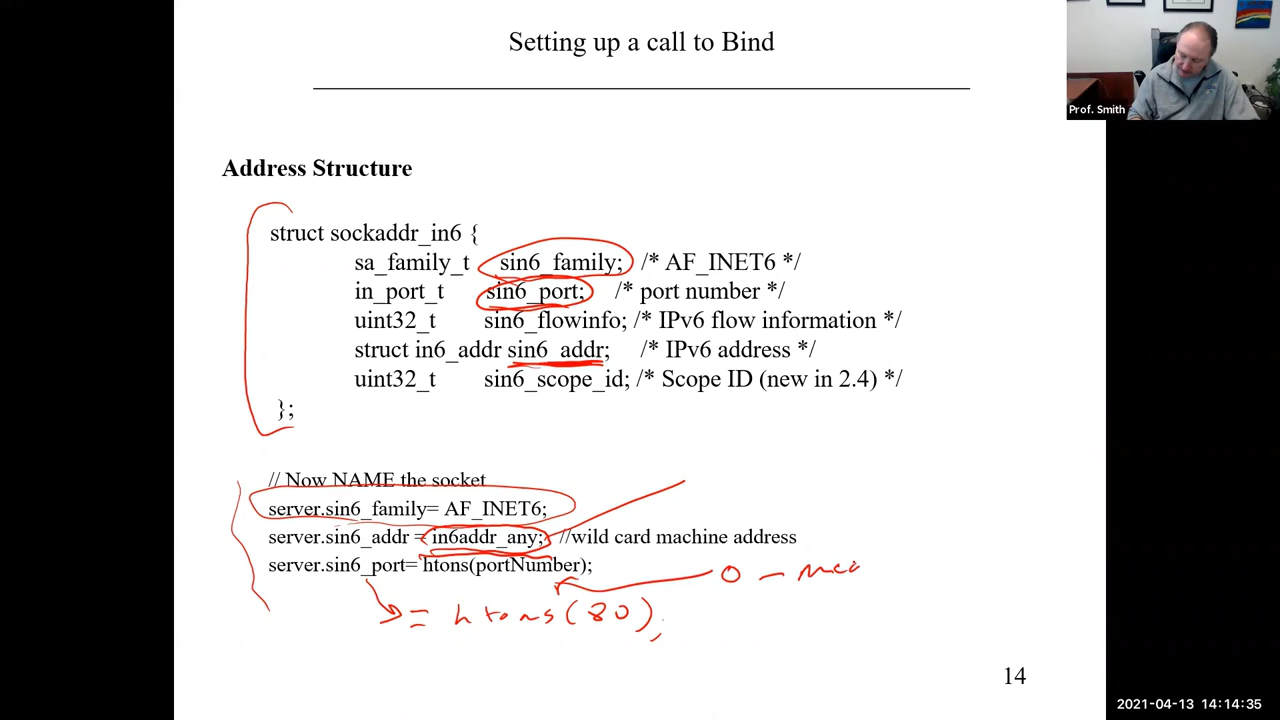 Setting up a call to Bind
Prof. Smith
Address Structure
struct sockaddr_in6 {
sa_family_t sin6_family; /* AF_INET6 */
in_port_t sin6_port; /* port number */
uint32_t sin6_flowinfo; /* IPv6 flow information */
struct in6_addr sin6_addr; /* IPv6 address */
uint32_t sin6_scope_id; /* Scope ID (new in 2.4) */
};
// Now NAME the socket
server.sin6_family= AF_INET6;
server.sin6_addr = in6addr_any; //wild card machine address
server.sin6_port= htons(portNumber);
0 - mea
= htons(80);
14
2021-04-13 14:14:35